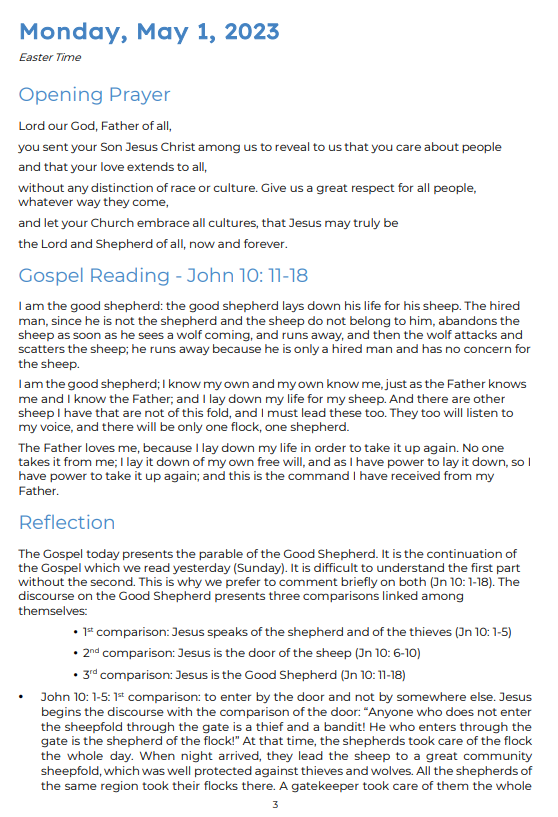 Monday, May 1, 2023
Easter Time
Opening Prayer
Lord our God, Father of all,
you sent your Son Jesus Christ among us to reveal to us that you care about people
and that your love extends to all,
without any distinction of race or culture. Give us a great respect for all people,
whatever way they come,
and let your Church embrace all cultures, that Jesus may truly be
the Lord and Shepherd of all, now and forever.
Gospel Reading - John 10: 11-18
I am the good shepherd: the good shepherd lays down his life for his sheep. The hired
man, since he is not the shepherd and the sheep do not belong to him, abandons the
sheep as soon as he sees a wolf coming, and runs away, and then the wolf attacks and
scatters the sheep; he runs away because he is only a hired man and has no concern for
the sheep.
I am the good shepherd; I know my own and my own know me, just as the Father knows
me and I know the Father; and I lay down my life for my sheep. And there are other
sheep I have that are not of this fold, and I must lead these too. They too will listen to
my voice, and there will be only one flock, one shepherd.
The Father loves me, because I lay down my life in order to take it up again. No one
takes it from me; I lay it down of my own free will, and as I have power to lay it down, so I
have power to take it up again; and this is the command I have received from my
Father.
Reflection
The Gospel today presents the parable of the Good Shepherd. It is the continuation of
the Gospel which we read yesterday (Sunday). It is difficult to understand the first part
without the second. This is why we prefer to comment briefly on both (Jn 10: 1-18). The
discourse on the Good Shepherd presents three comparisons linked among
themselves:
• 1st comparison: Jesus speaks of the shepherd and of the thieves (Jn 10: 1-5)
• 2nd comparison: Jesus is the door of the sheep (Jn 10: 6-10)
• 3rd comparison: Jesus is the Good Shepherd (Jn 10: 11-18)
• John 10: 1-5: 1st comparison: to enter by the door and not by somewhere else. Jesus
begins the discourse with the comparison of the door: “Anyone who does not enter
the sheepfold through the gate is a thief and a bandit! He who enters through the
gate is the shepherd of the flock!” At that time, the shepherds took care of the flock
the whole day. When night arrived, they lead the sheep to a great community
sheepfold, which was well protected against thieves and wolves. All the shepherds of
the same region took their flocks there. A gatekeeper took care of them the whole
3